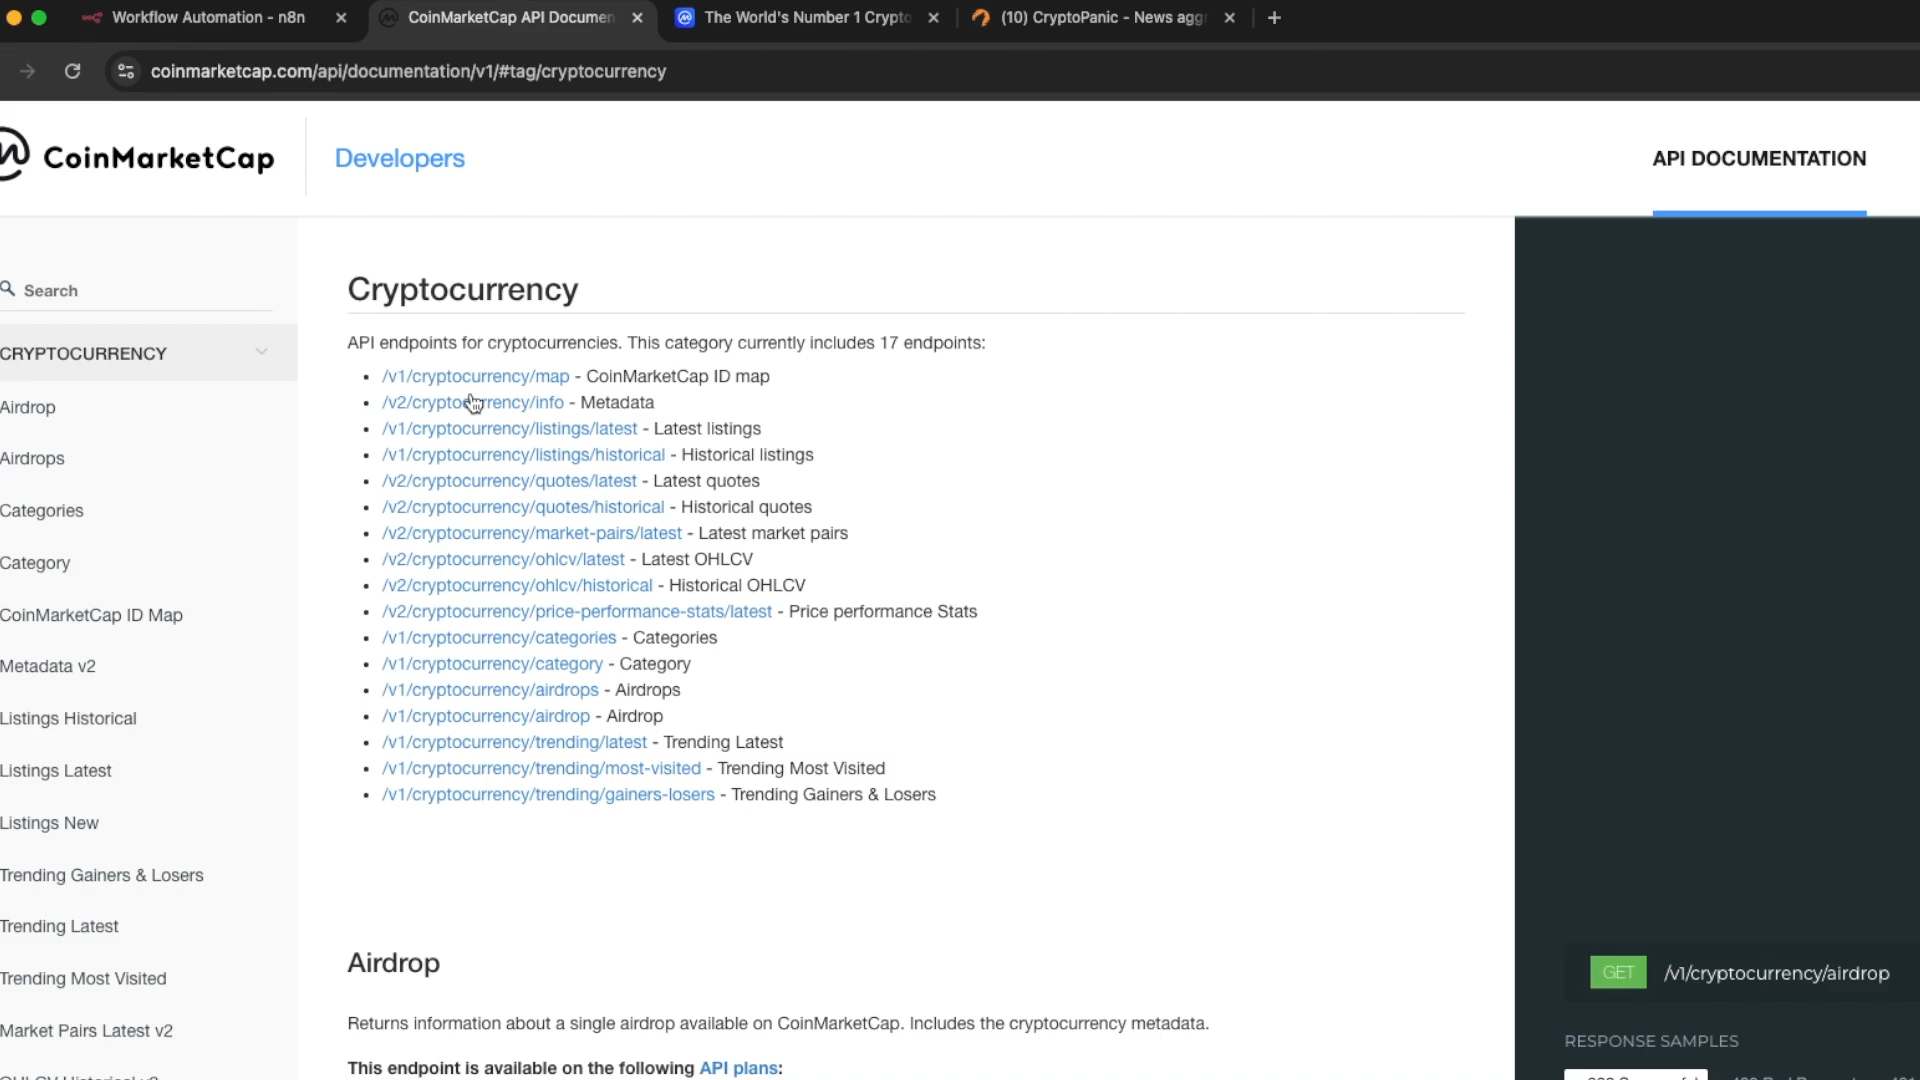 Workflow Automation - n8n
CoinMarketCap API Documen
The World's Number 1 Crypto
(10) CryptoPanic - News aggr
coinmarketcap.com/api/documentation/v1/#tag/cryptocurrency
CoinMarketCap
Developers
API DOCUMENTATION
Search
CRYPTOCURRENCY
Airdrop
Airdrops
Categories
Category
CoinMarketCap ID Map
Metadata v2
Listings Historical
Listings Latest
Listings New
Trending Gainers & Losers
Trending Latest
Trending Most Visited
Market Pairs Latest v2
Cryptocurrency
API endpoints for cryptocurrencies. This category currently includes 17 endpoints:
• /v1/cryptocurrency/map - CoinMarketCap ID map
• /v2/cryptocurrency/info - Metadata
• /v1/cryptocurrency/listings/latest - Latest listings
• /v1/cryptocurrency/listings/historical - Historical listings
• /v2/cryptocurrency/quotes/latest - Latest quotes
• /v2/cryptocurrency/quotes/historical - Historical quotes
• /v2/cryptocurrency/market-pairs/latest - Latest market pairs
• /v2/cryptocurrency/ohlcv/latest - Latest OHLCV
• /v2/cryptocurrency/ohlcv/historical - Historical OHLCV
• /v2/cryptocurrency/price-performance-stats/latest - Price performance Stats
• /v1/cryptocurrency/categories - Categories
• /v1/cryptocurrency/category - Category
• /v1/cryptocurrency/airdrops - Airdrops
• /v1/cryptocurrency/airdrop - Airdrop
• /v1/cryptocurrency/trending/latest - Trending Latest
• /v1/cryptocurrency/trending/most-visited - Trending Most Visited
• /v1/cryptocurrency/trending/gainers-losers - Trending Gainers & Losers
Airdrop
Returns information about a single airdrop available on CoinMarketCap. Includes the cryptocurrency metadata.
This endpoint is available on the following API plans:
GET /v1/cryptocurrency/airdrop
RESPONSE SAMPLES